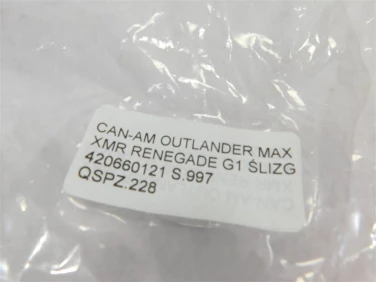 CAN-AM OUTLANDER MAX
XMR RENEGADE G1 ŚLIZG
420660121 S.997
QSPZ.228